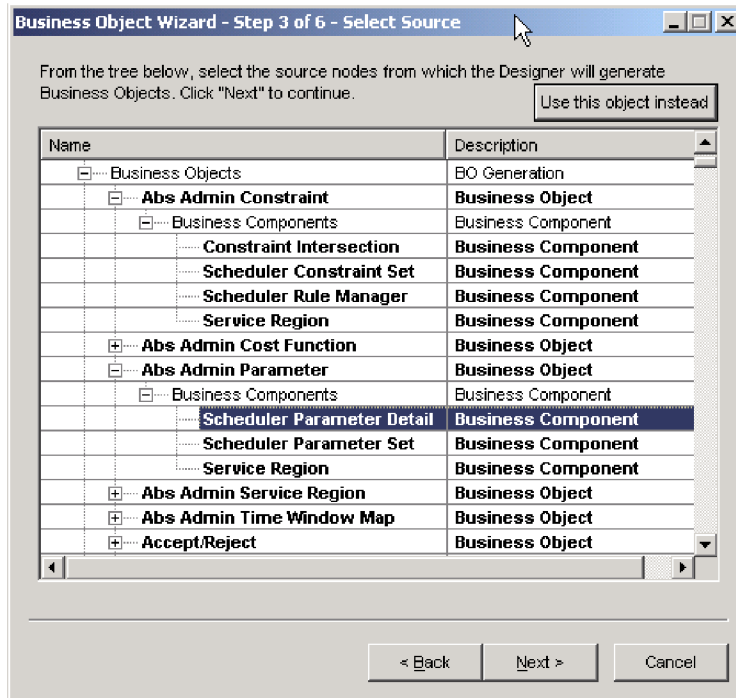 Business Object Wizard - Step 3 of 6 - Select Source
From the tree below, select the source nodes from which the Designer will generate
Business Objects. Click "Next" to continue.
Use this object instead
Name Description
Business Objects BO Generation
Abs Admin Constraint Business Object
Business Components Business Component
Constraint Intersection Business Component
Scheduler Constraint Set Business Component
Scheduler Rule Manager Business Component
Service Region Business Component
Abs Admin Cost Function Business Object
Abs Admin Parameter Business Object
Business Components Business Component
Scheduler Parameter Detail Business Component
Scheduler Parameter Set Business Component
Service Region Business Component
Abs Admin Service Region Business Object
Abs Admin Time Window Map Business Object
Accept/Reject Business Object
< Back Next > Cancel